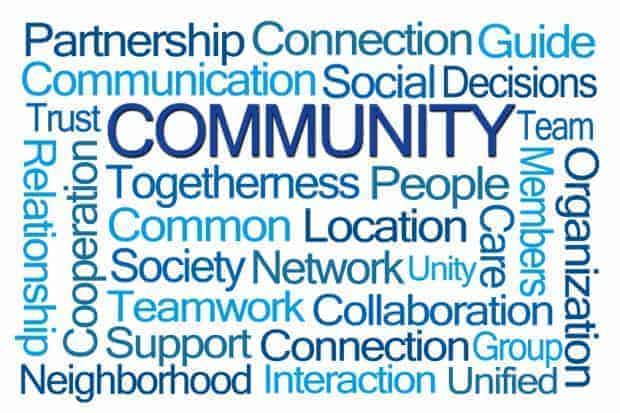 Partnership Connection Guide
Communication Social Decisions
Trust COMMUNITY Team
Relationship
Cooperation
Togetherness People
Common Location
Society Network Unity
Care
Members
Organization
Teamwork Collaboration
Support Connection Group
Neighborhood Interaction Unified